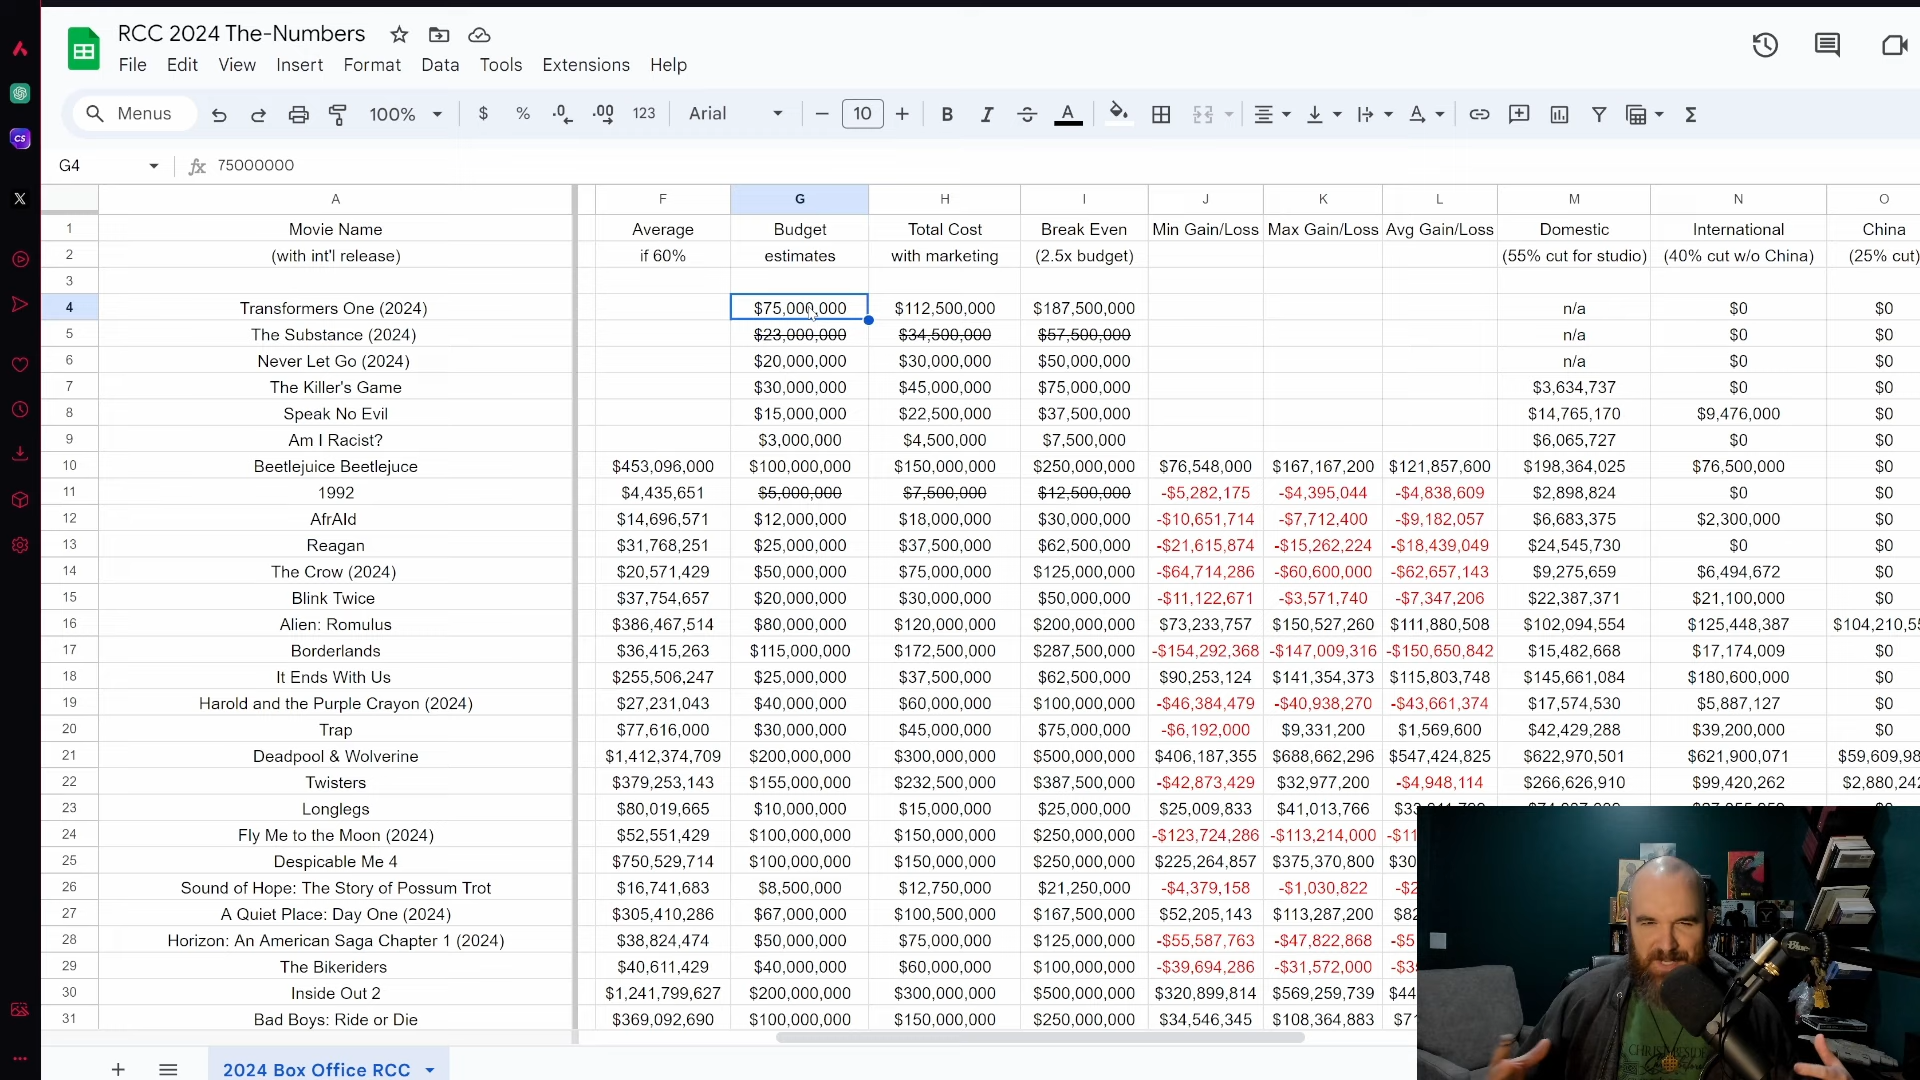 RCC 2024 The-Numbers
File Edit View Insert Format Data Tools Extensions Help
Menus 100% $ % .0 .00 123 Arial 10 B I A
G4 fx 75000000
A F G H I J K L M N O
1 Movie Name Average Budget Total Cost Break Even Min Gain/Loss Max Gain/Loss Avg Gain/Loss Domestic International China
2 (with int'l release) if 60% estimates with marketing (2.5x budget) (55% cut for studio) (40% cut w/o China) (25% cut)
3
4 Transformers One (2024) $75,000,000 $112,500,000 $187,500,000 n/a $0 $0
5 The Substance (2024) $23,000,000 $34,500,000 $57,500,000 n/a $0 $0
6 Never Let Go (2024) $20,000,000 $30,000,000 $50,000,000 n/a $0 $0
7 The Killer's Game $30,000,000 $45,000,000 $75,000,000 $3,634,737 $0 $0
8 Speak No Evil $15,000,000 $22,500,000 $37,500,000 $14,765,170 $9,476,000 $0
9 Am I Racist? $3,000,000 $4,500,000 $7,500,000 $6,065,727 $0 $0
10 Beetlejuice Beetlejuce $453,096,000 $100,000,000 $150,000,000 $250,000,000 $76,548,000 $167,167,200 $121,857,600 $198,364,025 $76,500,000 $0
11 1992 $4,435,651 $5,000,000 $7,500,000 $12,500,000 -$5,282,175 -$4,395,044 -$4,838,609 $2,898,824 $0 $0
12 AfrAId $14,696,571 $12,000,000 $18,000,000 $30,000,000 -$10,651,714 -$7,712,400 -$9,182,057 $6,683,375 $2,300,000 $0
13 Reagan $31,768,251 $25,000,000 $37,500,000 $62,500,000 -$21,615,874 -$15,262,224 -$18,439,049 $24,545,730 $0 $0
14 The Crow (2024) $20,571,429 $50,000,000 $75,000,000 $125,000,000 -$64,714,286 -$60,600,000 -$62,657,143 $9,275,659 $6,494,672 $0
15 Blink Twice $37,754,657 $20,000,000 $30,000,000 $50,000,000 -$11,122,671 -$3,571,740 -$7,347,206 $22,387,371 $21,100,000 $0
16 Alien: Romulus $386,467,514 $80,000,000 $120,000,000 $200,000,000 $73,233,757 $150,527,260 $111,880,508 $102,094,554 $125,448,387 $104,210,55
17 Borderlands $36,415,263 $115,000,000 $172,500,000 $287,500,000 -$154,292,368 -$147,009,316 -$150,650,842 $15,482,668 $17,174,009 $0
18 It Ends With Us $255,506,247 $25,000,000 $37,500,000 $62,500,000 $90,253,124 $141,354,373 $115,803,748 $145,661,084 $180,600,000 $0
19 Harold and the Purple Crayon (2024) $27,231,043 $40,000,000 $60,000,000 $100,000,000 -$46,384,479 -$40,938,270 -$43,661,374 $17,574,530 $5,887,127 $0
20 Trap $77,616,000 $30,000,000 $45,000,000 $75,000,000 -$6,192,000 $9,331,200 $1,569,600 $42,429,288 $39,200,000 $0
21 Deadpool & Wolverine $1,412,374,709 $200,000,000 $300,000,000 $500,000,000 $406,187,355 $688,662,296 $547,424,825 $622,970,501 $621,900,071 $59,609,98
22 Twisters $379,253,143 $155,000,000 $232,500,000 $387,500,000 -$42,873,429 $32,977,200 -$4,948,114 $266,626,910 $99,420,262 $2,880,242
23 Longlegs $80,019,665 $10,000,000 $15,000,000 $25,000,000 $25,009,833 $41,013,766
24 Fly Me to the Moon (2024) $52,551,429 $100,000,000 $150,000,000 $250,000,000 -$123,724,286 -$113,214,000 -$11
25 Despicable Me 4 $750,529,714 $100,000,000 $150,000,000 $250,000,000 $225,264,857 $375,370,800 $30
26 Sound of Hope: The Story of Possum Trot $16,741,683 $8,500,000 $12,750,000 $21,250,000 -$4,379,158 -$1,030,822 -$2
27 A Quiet Place: Day One (2024) $305,410,286 $67,000,000 $100,500,000 $167,500,000 $52,205,143 $113,287,200 $82
28 Horizon: An American Saga Chapter 1 (2024) $38,824,474 $50,000,000 $75,000,000 $125,000,000 -$55,587,763 -$47,822,868 -$5
29 The Bikeriders $40,611,429 $40,000,000 $60,000,000 $100,000,000 -$39,694,286 -$31,572,000
30 Inside Out 2 $1,241,799,627 $200,000,000 $300,000,000 $500,000,000 $320,899,814 $569,259,739 $44
31 Bad Boys: Ride or Die $369,092,690 $100,000,000 $150,000,000 $250,000,000 $34,546,345 $108,364,883 $71
2024 Box Office RCC